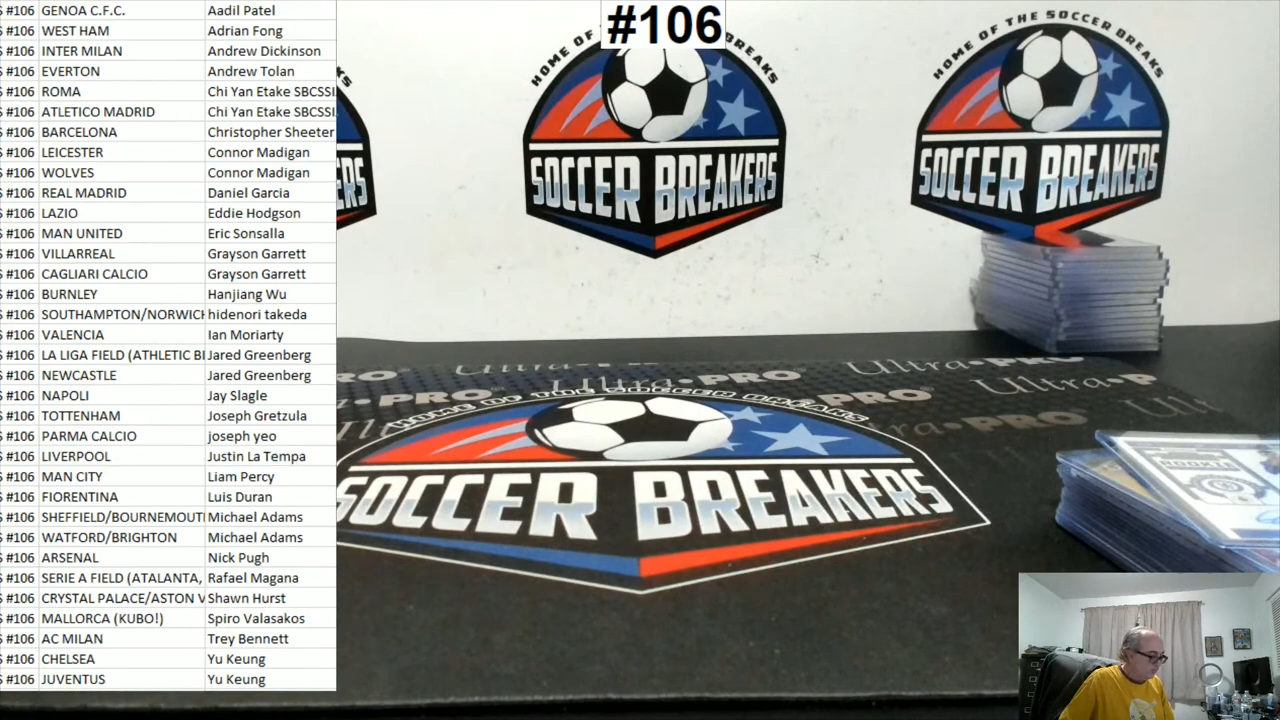 #106 GENOA C.F.C. Aadil Patel
#106 WEST HAM Adrian Fong
#106 INTER MILAN Andrew Dickinson
#106 EVERTON Andrew Tolan
#106 ROMA Chi Yan Etake SBCSSI
#106 ATLETICO MADRID Chi Yan Etake SBCSSI
#106 BARCELONA Christopher Sheeter
#106 LEICESTER Connor Madigan
#106 WOLVES Connor Madigan
#106 REAL MADRID Daniel Garcia
#106 LAZIO Eddie Hodgson
#106 MAN UNITED Eric Sonsalla
#106 VILLARREAL Grayson Garrett
#106 CAGLIARI CALCIO Grayson Garrett
#106 BURNLEY Hanjiang Wu
#106 SOUTHAMPTON/NORWICH hidenori takeda
#106 VALENCIA Ian Moriarty
#106 LA LIGA FIELD (ATHLETIC BI Jared Greenberg
#106 NEWCASTLE Jared Greenberg
#106 NAPOLI Jay Slagle
#106 TOTTENHAM Joseph Gretzula
#106 PARMA CALCIO joseph yeo
#106 LIVERPOOL Justin La Tempa
#106 MAN CITY Liam Percy
#106 FIORENTINA Luis Duran
#106 SHEFFIELD/BOURNEMOUT Michael Adams
#106 WATFORD/BRIGHTON Michael Adams
#106 ARSENAL Nick Pugh
#106 SERIE A FIELD (ATALANTA, Rafael Magana
#106 CRYSTAL PALACE/ASTON V Shawn Hurst
#106 MALLORCA (KUBO!) Spiro Valasakos
#106 AC MILAN Trey Bennett
#106 CHELSEA Yu Keung
#106 JUVENTUS Yu Keung
#106
HOME OF BREAKS
SOCCER BREAKERS
HOME OF THE SOCCER BREAKS
SOCCER BREAKERS
KS
ERS
Ultra PRO
Ultra PRO
HOME OF THE SOCCER BREAKS
SOCCER BREAKERS
ROOKIE